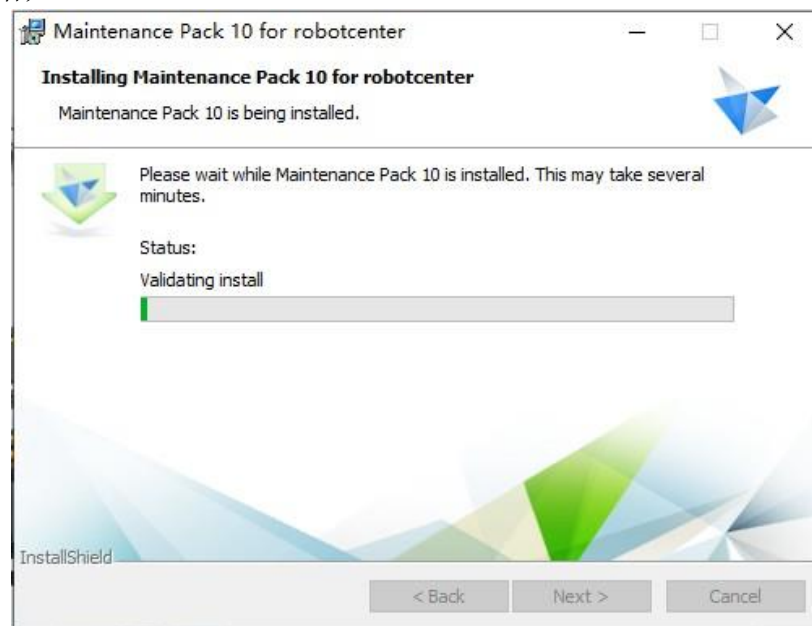 Maintenance Pack 10 for robotcenter
Installing Maintenance Pack 10 for robotcenter
Maintenance Pack 10 is being installed.
Please wait while Maintenance Pack 10 is installed. This may take several
minutes.
Status:
Validating install
InstallShield
< Back
Next >
Cancel